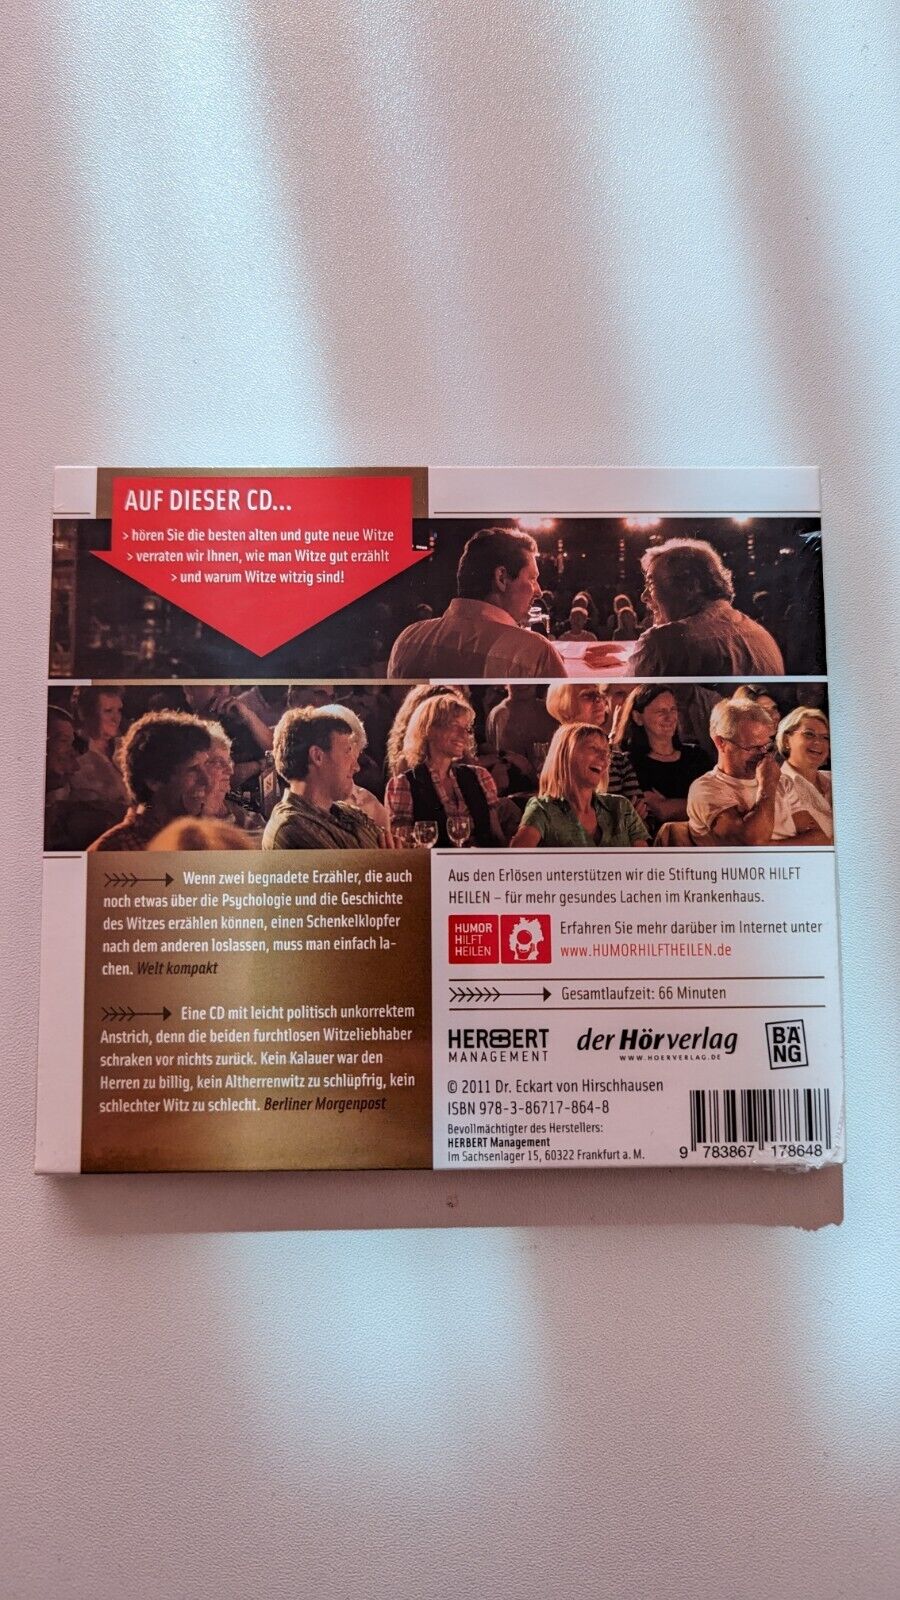 AUF DIESER CD...
> hören Sie die besten alten und gute neue Witze
> verraten wir Ihnen, wie man Witze gut erzählt
> und warum Witze witzig sind!
Wenn zwei begnadete Erzähler, die auch
noch etwas über die Psychologie und die Geschichte
des Witzes erzählen können, einen Schenkelklopfer
nach dem anderen loslassen, muss man einfach la-
chen. Welt kompakt
Eine CD mit leicht politisch unkorrektem
Anstrich, denn die beiden furchtlosen Witzeliebhaber
schraken vor nichts zurück. Kein Kalauer war den
Herren zu billig, kein Altherrenwitz zu schlüpfrig, kein
schlechter Witz zu schlecht. Berliner Morgenpost
Aus den Erlösen unterstützen wir die Stiftung HUMOR HILFT
HEILEN – für mehr gesundes Lachen im Krankenhaus.
HUMOR
HILFT
HEILEN
Erfahren Sie mehr darüber im Internet unter
www.HUMORHILFTHEILEN.de
Gesamtlaufzeit: 66 Minuten
HERBERT
MANAGEMENT
der Hörverlag
WWW.HOERVERLAG.DE
BÄNG
© 2011 Dr. Eckart von Hirschhausen
ISBN 978-3-86717-864-8
Bevollmächtigter des Herstellers:
HERBERT Management
Im Sachsenlager 15, 60322 Frankfurt a. M.
9 783867 178648